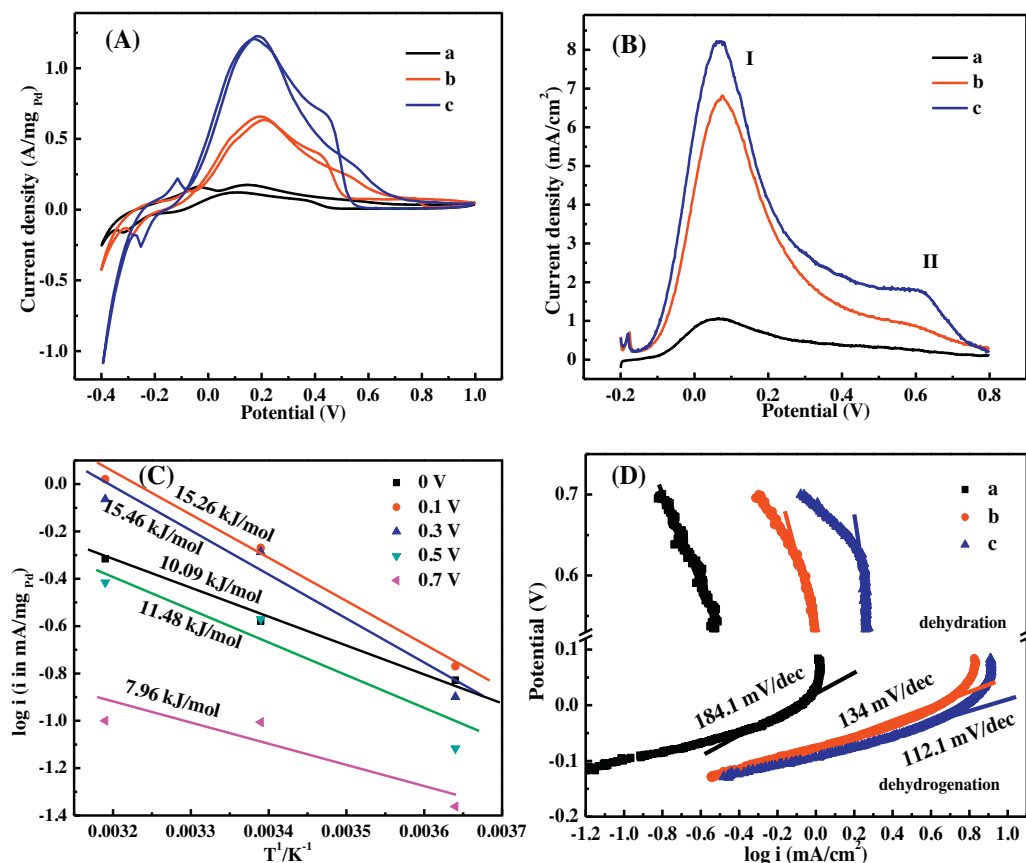 (A)
a
b
c
Current density (A/mg Pd)
1.0
0.5
0.0
-0.5
-1.0
-0.4 -0.2 0.0 0.2 0.4 0.6 0.8 1.0
Potential (V)
(B)
I
II
a
b
c
Current density (mA/cm²)
8
7
6
5
4
3
2
1
0
-0.2 0.0 0.2 0.4 0.6 0.8
Potential (V)
(C)
0 V
0.1 V
0.3 V
0.5 V
0.7 V
15.26 kJ/mol
15.46 kJ/mol
10.09 kJ/mol
11.48 kJ/mol
7.96 kJ/mol
log i (i in mA/mg Pd)
0.0
-0.2
-0.4
-0.6
-0.8
-1.0
-1.2
-1.4
0.0032 0.0033 0.0034 0.0035 0.0036 0.0037
T¹/K⁻¹
(D)
a
b
c
dehydration
184.1 mV/dec
134 mV/dec
112.1 mV/dec
dehydrogenation
Potential (V)
0.7
0.6
0.1
0.0
-0.1
-0.2
-1.2 -1.0 -0.8 -0.6 -0.4 -0.2 0.0 0.2 0.4 0.6 0.8 1.0
log i (mA/cm²)